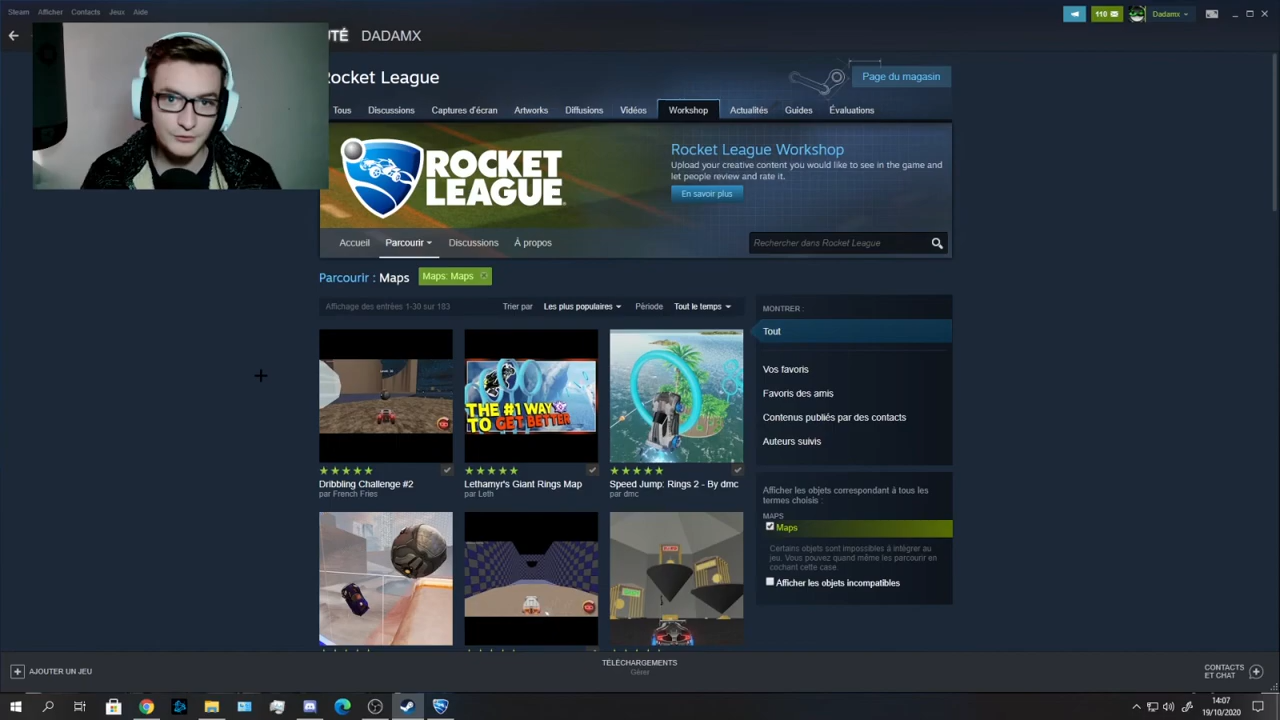 Steam Afficher Contacts Jeux Aide
110 Dadamx
UTÉ DADAMX
Rocket League
Page du magasin
Tous Discussions Captures d'écran Artworks Diffusions Vidéos Workshop Actualités Guides Évaluations
ROCKET
LEAGUE
Rocket League Workshop
Upload your creative content you would like to see in the game and
let people review and rate it.
En savoir plus
Accueil Parcourir Discussions À propos
Rechercher dans Rocket League
Parcourir : Maps Maps: Maps
Affichage des entrées 1-30 sur 183
Trier par Les plus populaires Période Tout le temps
MONTRER :
Tout
Vos favoris
Favoris des amis
Contenus publiés par des contacts
Auteurs suivis
THE #1 WAY
TO GET BETTER
Dribbling Challenge #2
par French Fries
Lethamyr's Giant Rings Map
par Leth
Speed Jump: Rings 2 - By dmc
par dmc
Afficher les objets correspondant à tous les
termes choisis :
MAPS
Maps
Certains objets sont impossibles à intégrer au
jeu. Vous pouvez quand même les parcourir en
cochant cette case.
Afficher les objets incompatibles
AJOUTER UN JEU
TÉLÉCHARGEMENTS
Gérer
CONTACTS
ET CHAT
14:07
19/10/2020